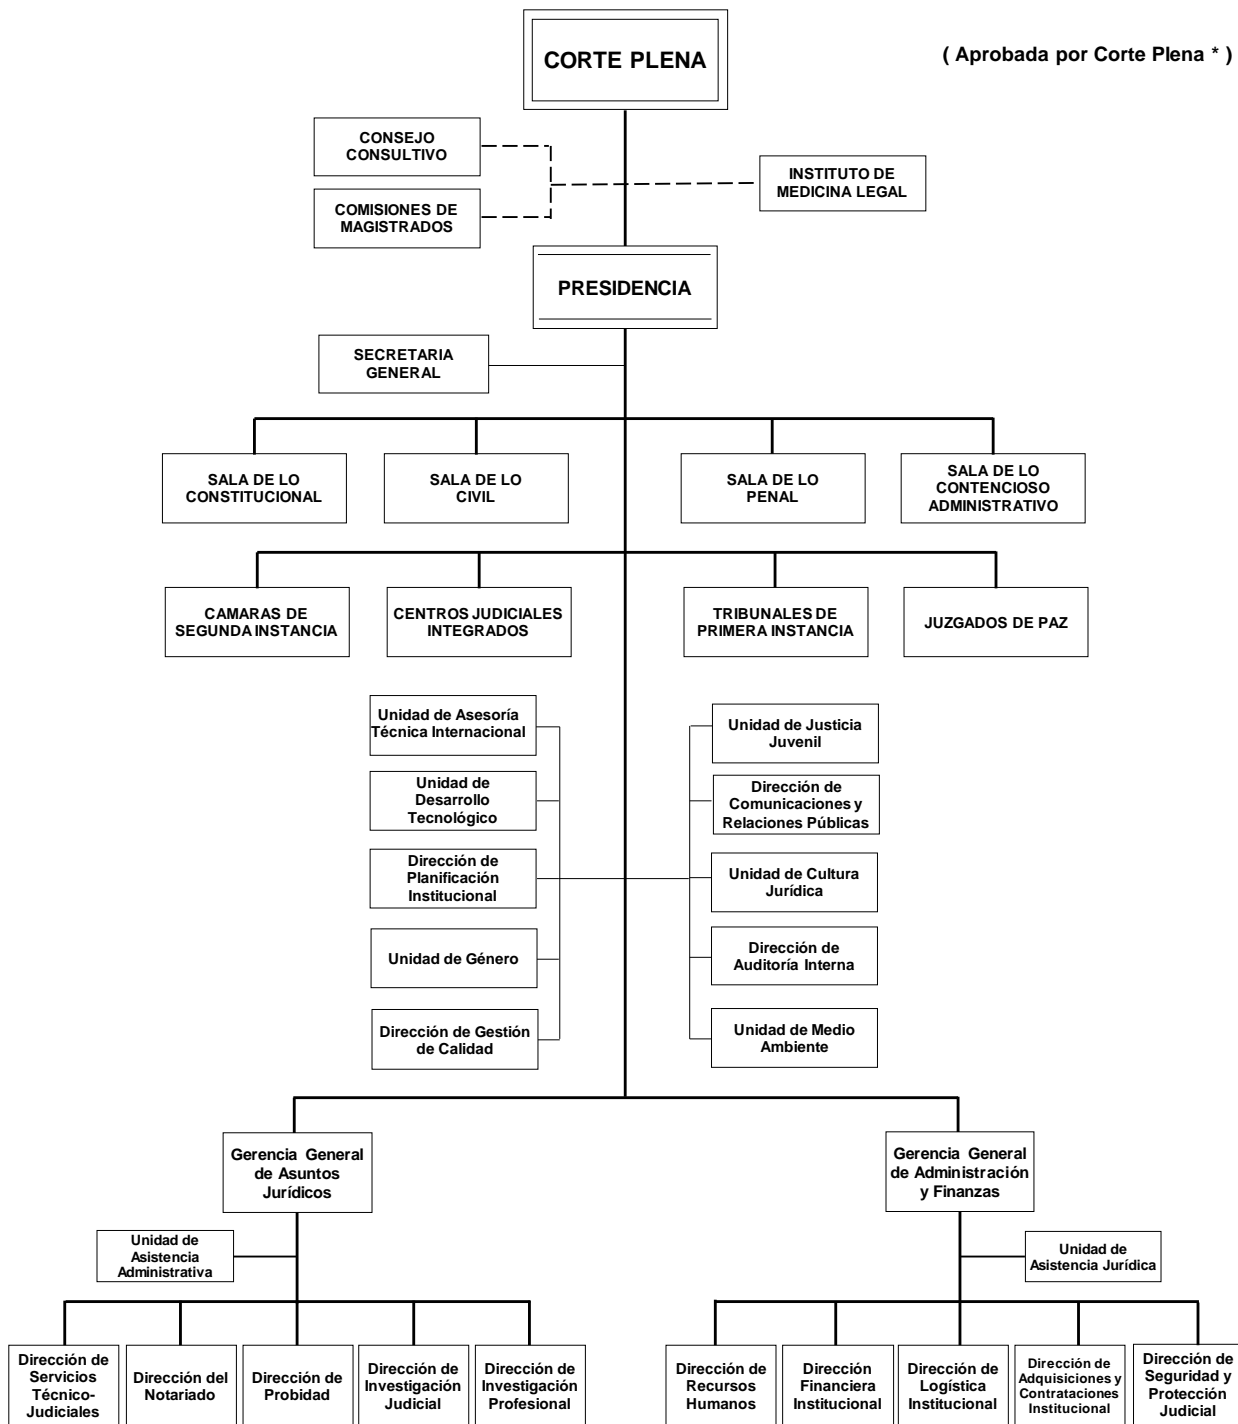 CORTE PLENA
( Aprobada por Corte Plena * )
CONSEJO
CONSULTIVO
INSTITUTO DE
MEDICINA LEGAL
COMISIONES DE
MAGISTRADOS
PRESIDENCIA
SECRETARIA
GENERAL
SALA DE LO
CONSTITUCIONAL
SALA DE LO
CIVIL
SALA DE LO
PENAL
SALA DE LO
CONTENCIOSO
ADMINISTRATIVO
CAMARAS DE
SEGUNDA INSTANCIA
CENTROS JUDICIALES
INTEGRADOS
TRIBUNALES DE
PRIMERA INSTANCIA
JUZGADOS DE PAZ
Unidad de Asesoría
Técnica Internacional
Unidad de Justicia
Juvenil
Unidad de
Desarrollo
Tecnológico
Dirección de
Comunicaciones y
Relaciones Públicas
Dirección de
Planificación
Institucional
Unidad de Cultura
Jurídica
Unidad de Género
Dirección de
Auditoría Interna
Dirección de Gestión
de Calidad
Unidad de Medio
Ambiente
Gerencia General
de Asuntos
Jurídicos
Gerencia General
de Administración
y Finanzas
Unidad de
Asistencia
Administrativa
Unidad de
Asistencia Jurídica
Dirección de
Servicios
Técnico-
Judiciales
Dirección del
Notariado
Dirección de
Probidad
Dirección de
Investigación
Judicial
Dirección de
Investigación
Profesional
Dirección de
Recursos
Humanos
Dirección
Financiera
Institucional
Dirección de
Logística
Institucional
Dirección de
Adquisiciones y
Contrataciones
Institucional
Dirección de
Seguridad y
Protección
Judicial